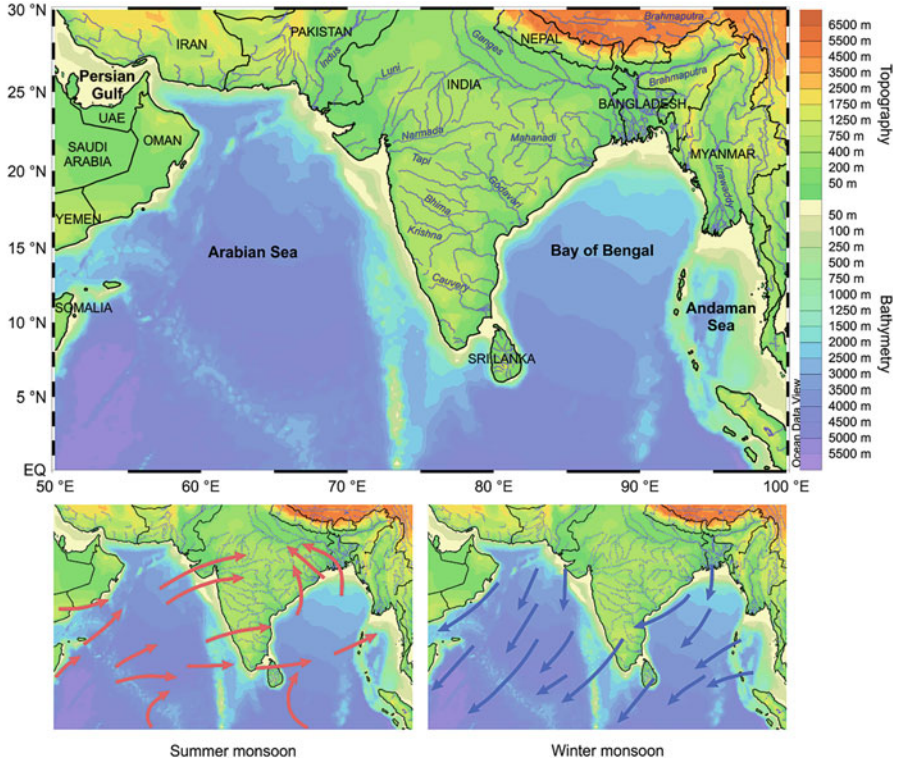 30 °N
25 °N
20 °N
15 °N
10 °N
5 °N
EQ
50 °E
60 °E
70 °E
80 °E
90 °E
100 °E
IRAN
PAKISTAN
NEPAL
Brahmaputra
Indus
Ganges
Luni
INDIA
Brahmaputra
BANGLADESH
Persian
Gulf
UAE
OMAN
SAUDI
ARABIA
YEMEN
SOMALIA
Narmada
Tapi
Mahanadi
Godavari
Bhima
Krishna
Cauvery
MYANMAR
Irrawaddy
Arabian Sea
Bay of Bengal
Andaman
Sea
SRI LANKA
Ocean Data View
6500 m
5500 m
4500 m
3500 m
2500 m
1750 m
1250 m
750 m
400 m
200 m
50 m
50 m
100 m
250 m
500 m
750 m
1000 m
1250 m
1500 m
2000 m
2500 m
3000 m
3500 m
4000 m
4500 m
5000 m
5500 m
Topography
Bathymetry
Summer monsoon
Winter monsoon